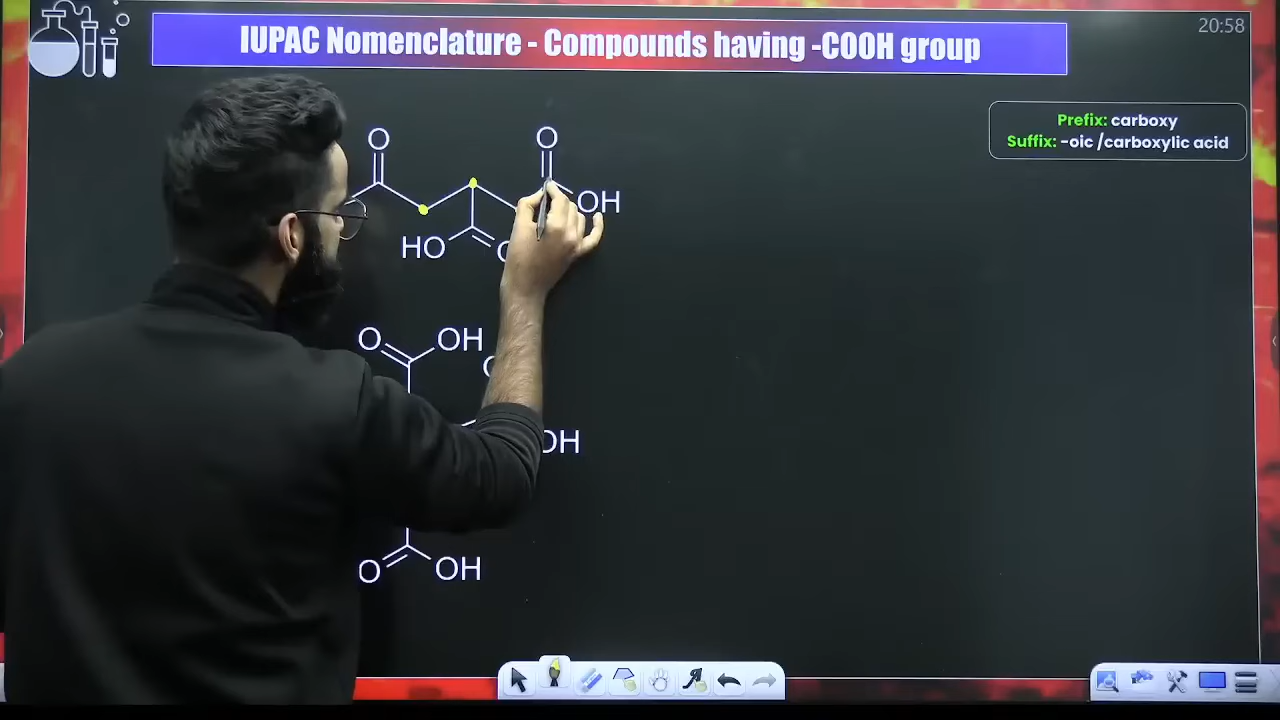 20:58
IUPAC Nomenclature - Compounds having -COOH group
Prefix: carboxy
Suffix: -oic /carboxylic acid
O O
OH
HO
O OH
OH
O OH